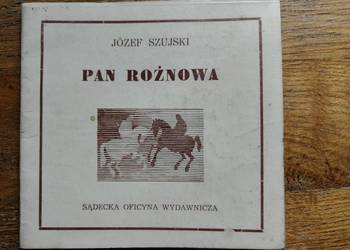 JÓZEF SZUJSKI
PAN ROŻNOWA
SĄDECKA OFICYNA WYDAWNICZA